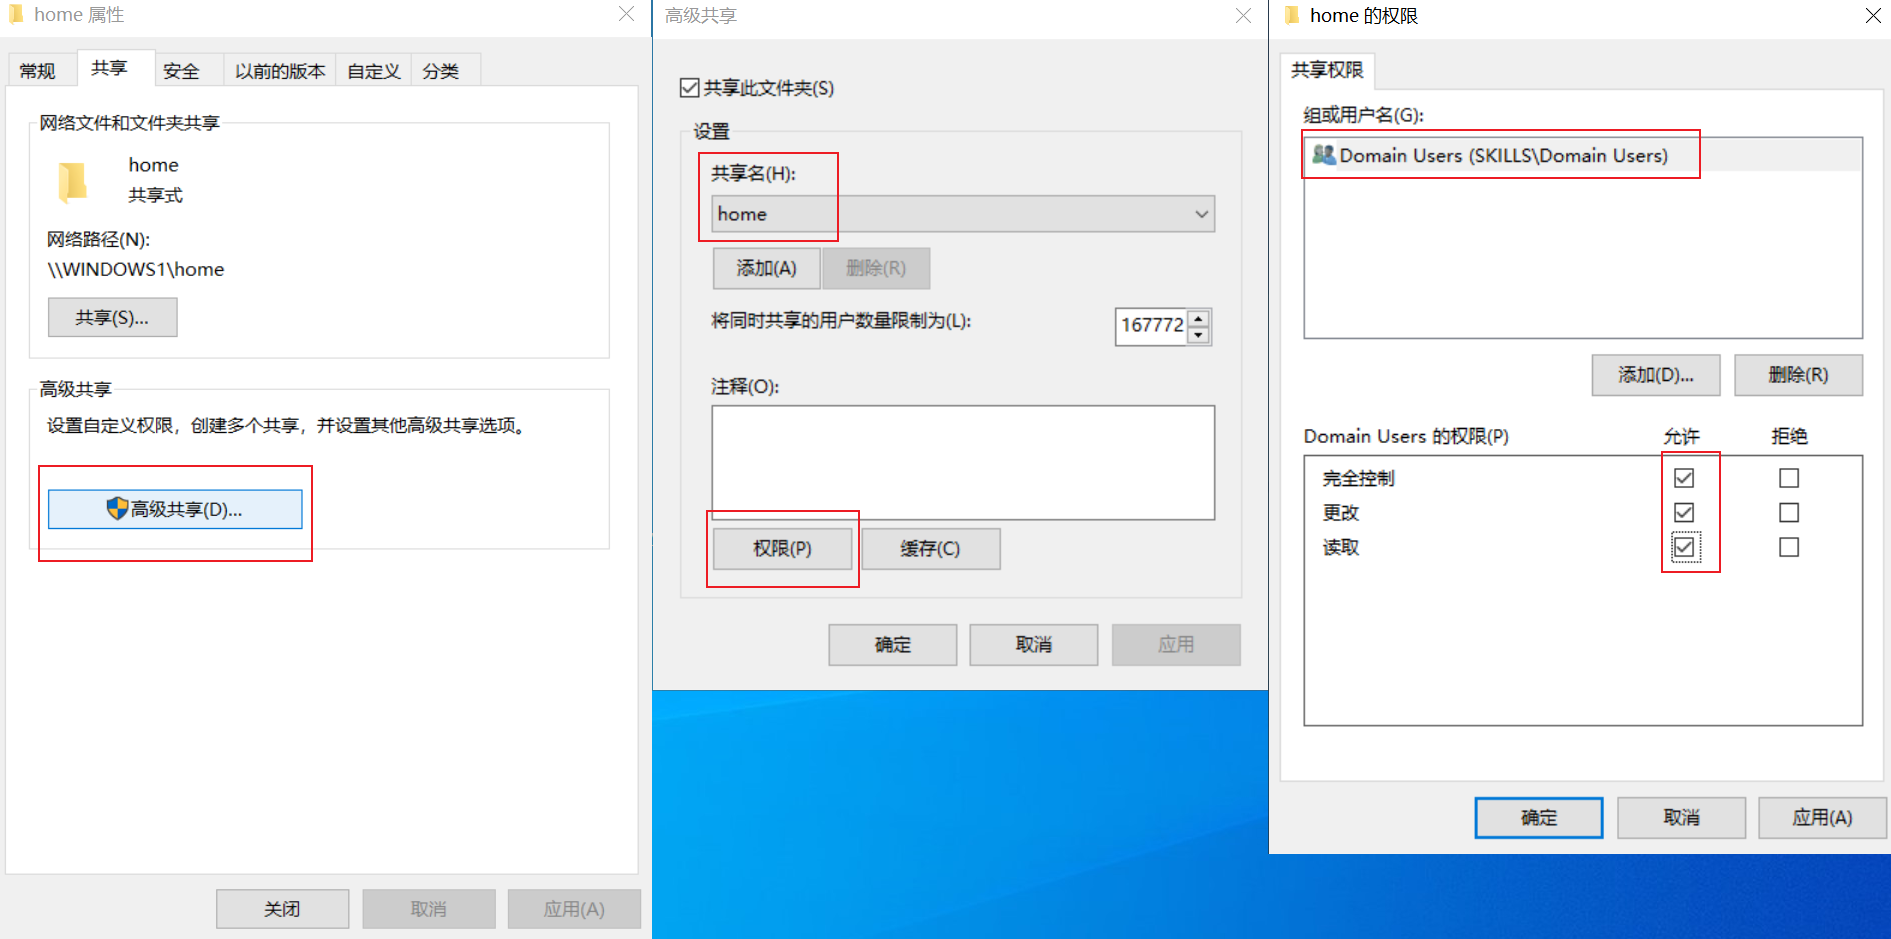 home 属性
常规
共享
安全
以前的版本
自定义
分类
网络文件和文件夹共享
home
共享式
网络路径(N):
\\WINDOWS1\home
共享(S)...
高级共享
设置自定义权限，创建多个共享，并设置其他高级共享选项。
高级共享(D)...
关闭
取消
应用(A)
高级共享
共享此文件夹(S)
设置
共享名(H):
home
添加(A)
删除(R)
将同时共享的用户数量限制为(L):
167772
注释(O):
权限(P)
缓存(C)
确定
取消
应用
home 的权限
共享权限
组或用户名(G):
Domain Users (SKILLS\Domain Users)
添加(D)...
删除(R)
Domain Users 的权限(P)
允许
拒绝
完全控制
更改
读取
确定
取消
应用(A)